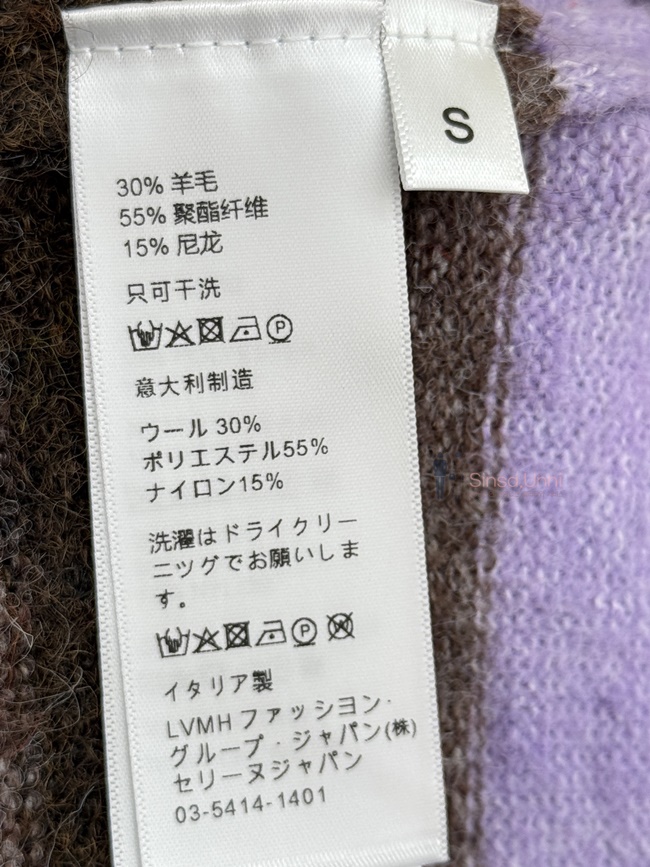 S
30% 羊毛
55% 聚酯纤维
15% 尼龙
只可干洗
P
意大利制造
ウール 30%
ポリエステル55%
ナイロン15%
洗濯はドライクリー
ニツグでお願いしま
す。
P W
イタリア製
LVMH ファッシヨン·
グループ・ジャパン(株)
セリーヌジャパン
03-5414-1401